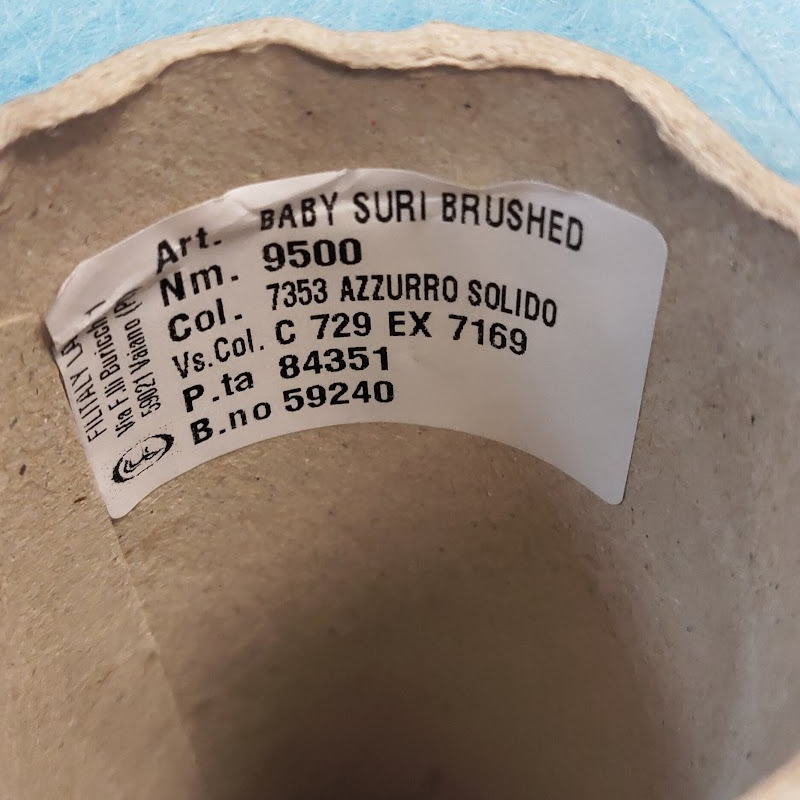 Art. BABY SURI BRUSHED
Nm. 9500
Col. 7353 AZZURRO SOLIDO
Vs.Col. C 729 EX 7169
P.ta 84351
B.no 59240
FILITALY LA
Via F.lli Buricchi 1
59021 Vaiano